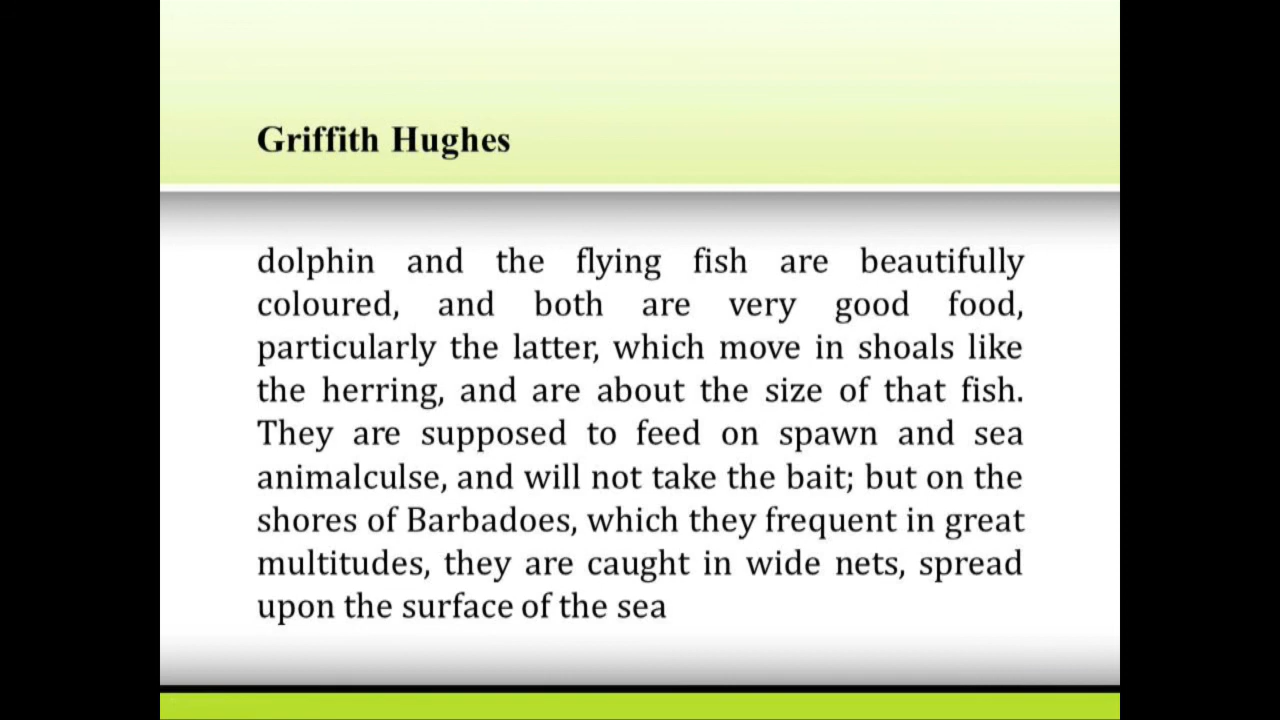 Griffith Hughes
dolphin and the flying fish are beautifully
coloured, and both are very good food,
particularly the latter, which move in shoals like
the herring, and are about the size of that fish.
They are supposed to feed on spawn and sea
animalculse, and will not take the bait; but on the
shores of Barbadoes, which they frequent in great
multitudes, they are caught in wide nets, spread
upon the surface of the sea